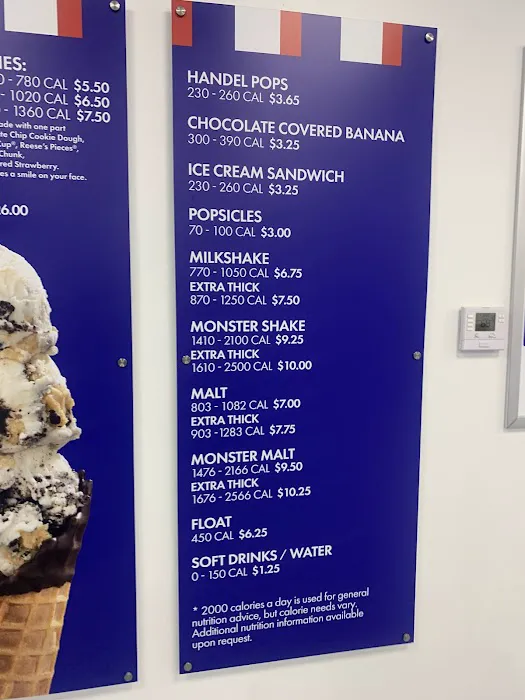 IES:
0 - 780 CAL $5.50
- 1020 CAL $6.50
- 1360 CAL $7.50
made with one part
Chip Cookie Dough,
Cup®, Reese's Pieces®,
Chunk,
red Strawberry.
a smile on your face.
6.00
HANDEL POPS
230 - 260 CAL $3.65
CHOCOLATE COVERED BANANA
300 - 390 CAL $3.25
ICE CREAM SANDWICH
230 - 260 CAL $3.25
POPSICLES
70 - 100 CAL $3.00
MILKSHAKE
770 - 1050 CAL $6.75
EXTRA THICK
870 - 1250 CAL $7.50
MONSTER SHAKE
1410 - 2100 CAL $9.25
EXTRA THICK
1610 - 2500 CAL $10.00
MALT
803 - 1082 CAL $7.00
EXTRA THICK
903 -1283 CAL $7.75
MONSTER MALT
1476 - 2166 CAL $9.50
EXTRA THICK
1676 - 2566 CAL $10.25
FLOAT
450 CAL $6.25
SOFT DRINKS / WATER
0 - 150 CAL $1.25
* 2000 calories a day is used for general
nutrition advice, but calorie needs vary.
Additional nutrition information available
upon request.